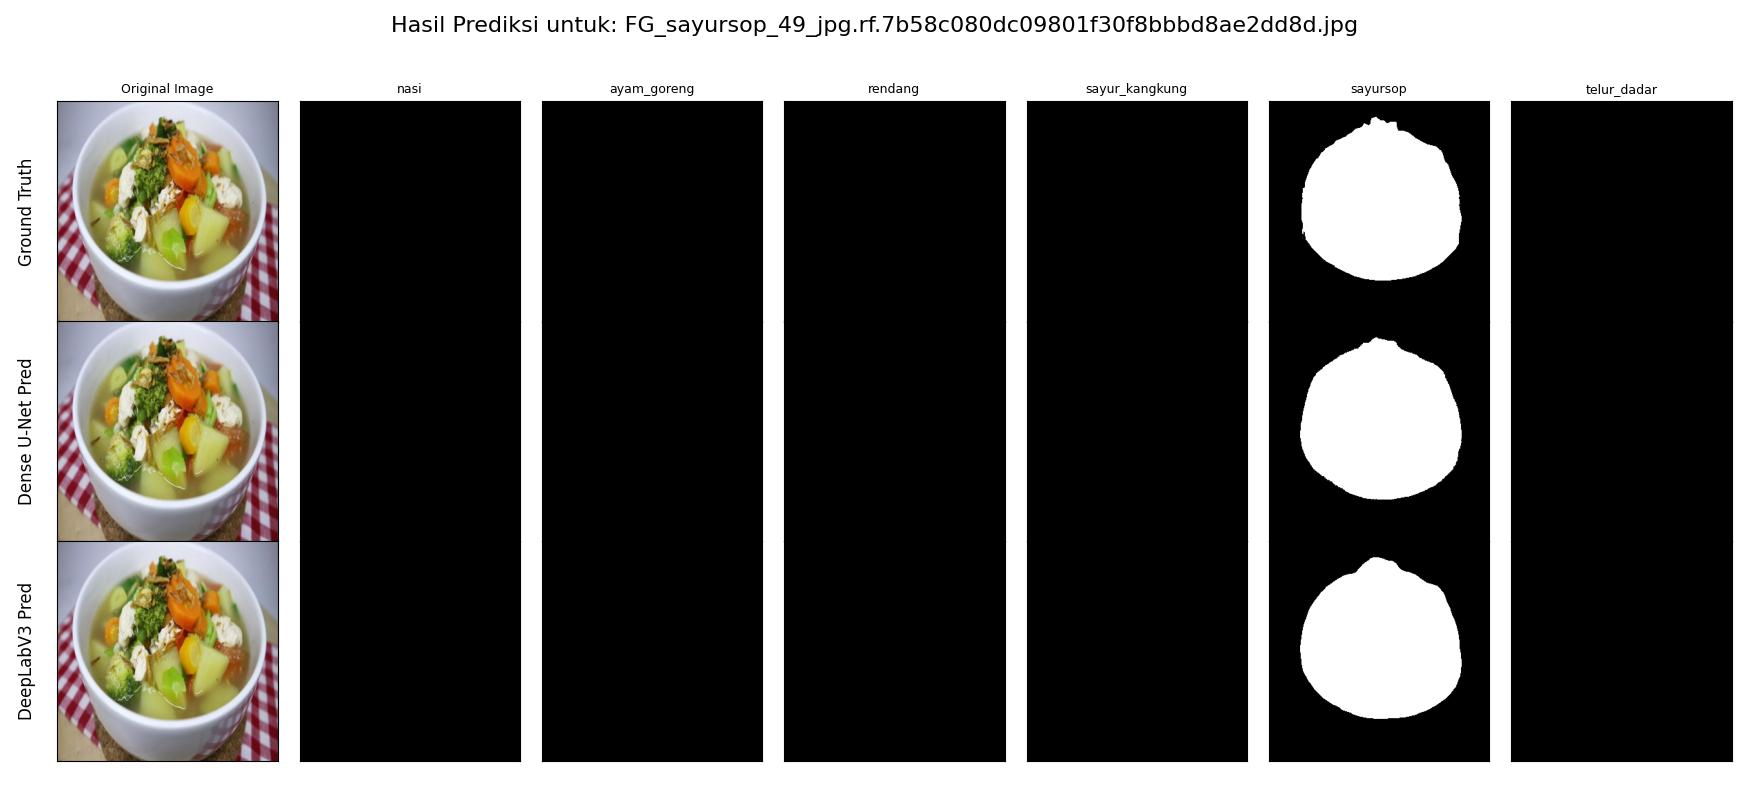 Hasil Prediksi untuk: FG_sayursop_49_jpg.rf.7b58c080dc09801f30f8bbbd8ae2dd8d.jpg
Original Image
nasi
ayam_goreng
rendang
sayur_kangkung
sayursop
telur_dadar
Ground Truth
Dense U-Net Pred
DeepLabV3 Pred